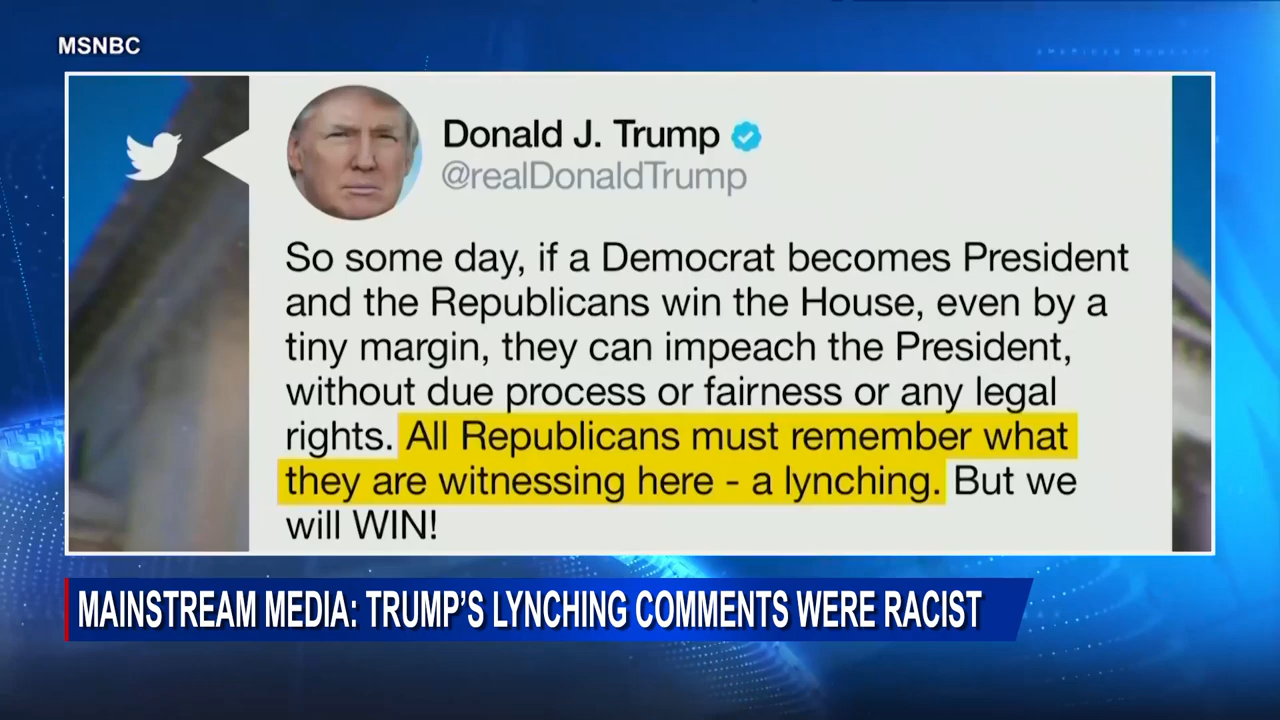 MSNBC
Donald J. Trump
@realDonaldTrump
So some day, if a Democrat becomes President
and the Republicans win the House, even by a
tiny margin, they can impeach the President,
without due process or fairness or any legal
rights. All Republicans must remember what
they are witnessing here - a lynching. But we
will WIN!
MAINSTREAM MEDIA: TRUMP'S LYNCHING COMMENTS WERE RACIST